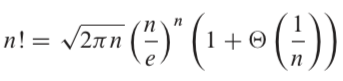 n! = √(2πn) (n/e)ⁿ (1 + Θ(1/n))